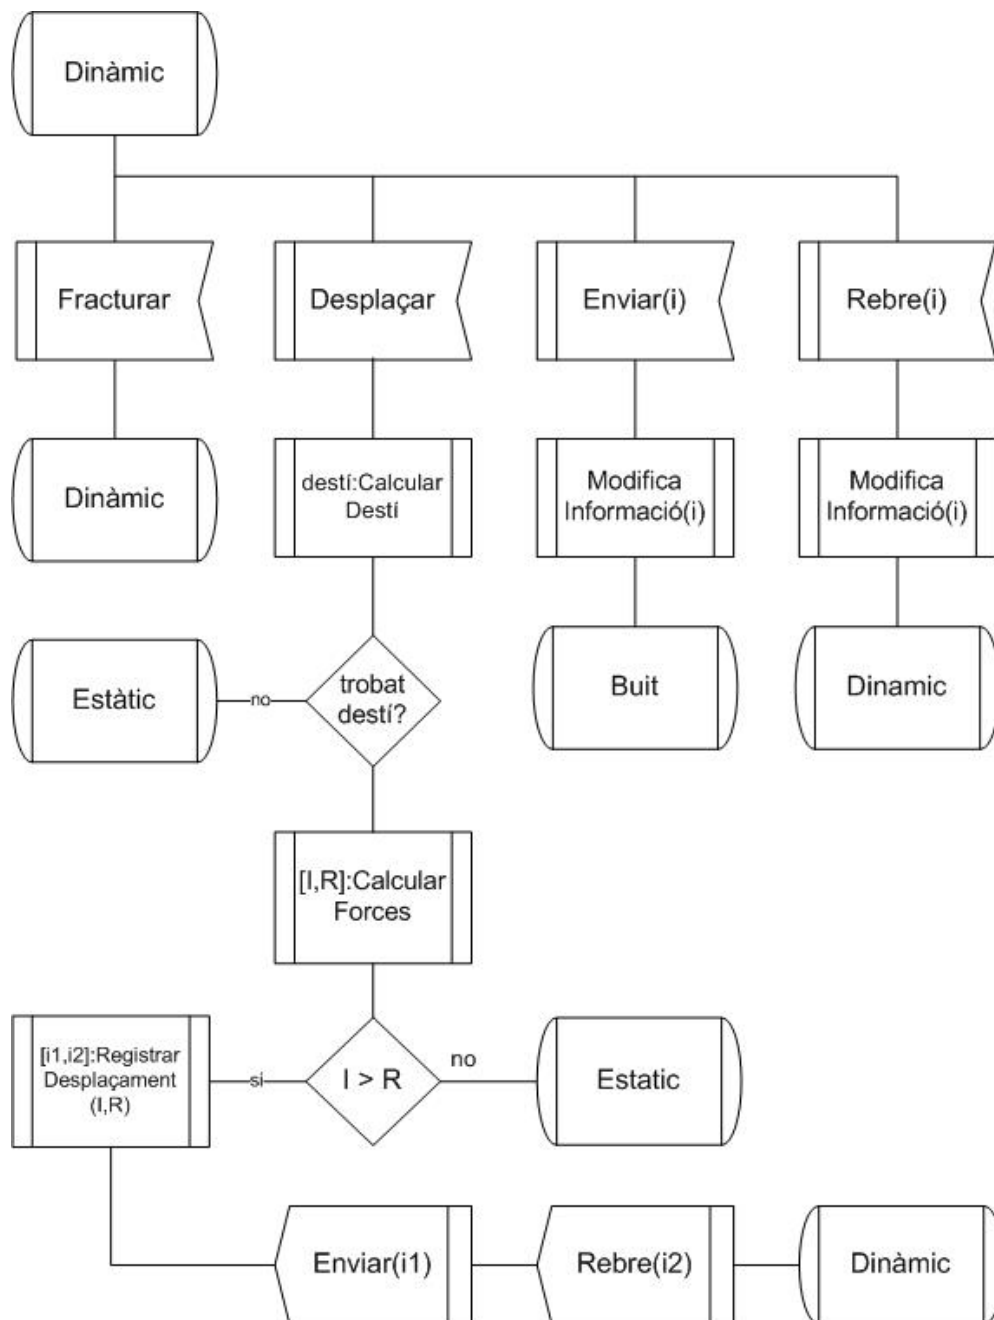 Dinàmic
Fracturar
Desplaçar
Enviar(i)
Rebre(i)
Dinàmic
destí:Calcular
Destí
Modifica
Informació(i)
Modifica
Informació(i)
Estàtic
no
trobat
destí?
Buit
Dinamic
[I,R]:Calcular
Forces
[i1,i2]:Registrar
Desplaçament
(I,R)
si
I > R
no
Estatic
Enviar(i1)
Rebre(i2)
Dinàmic